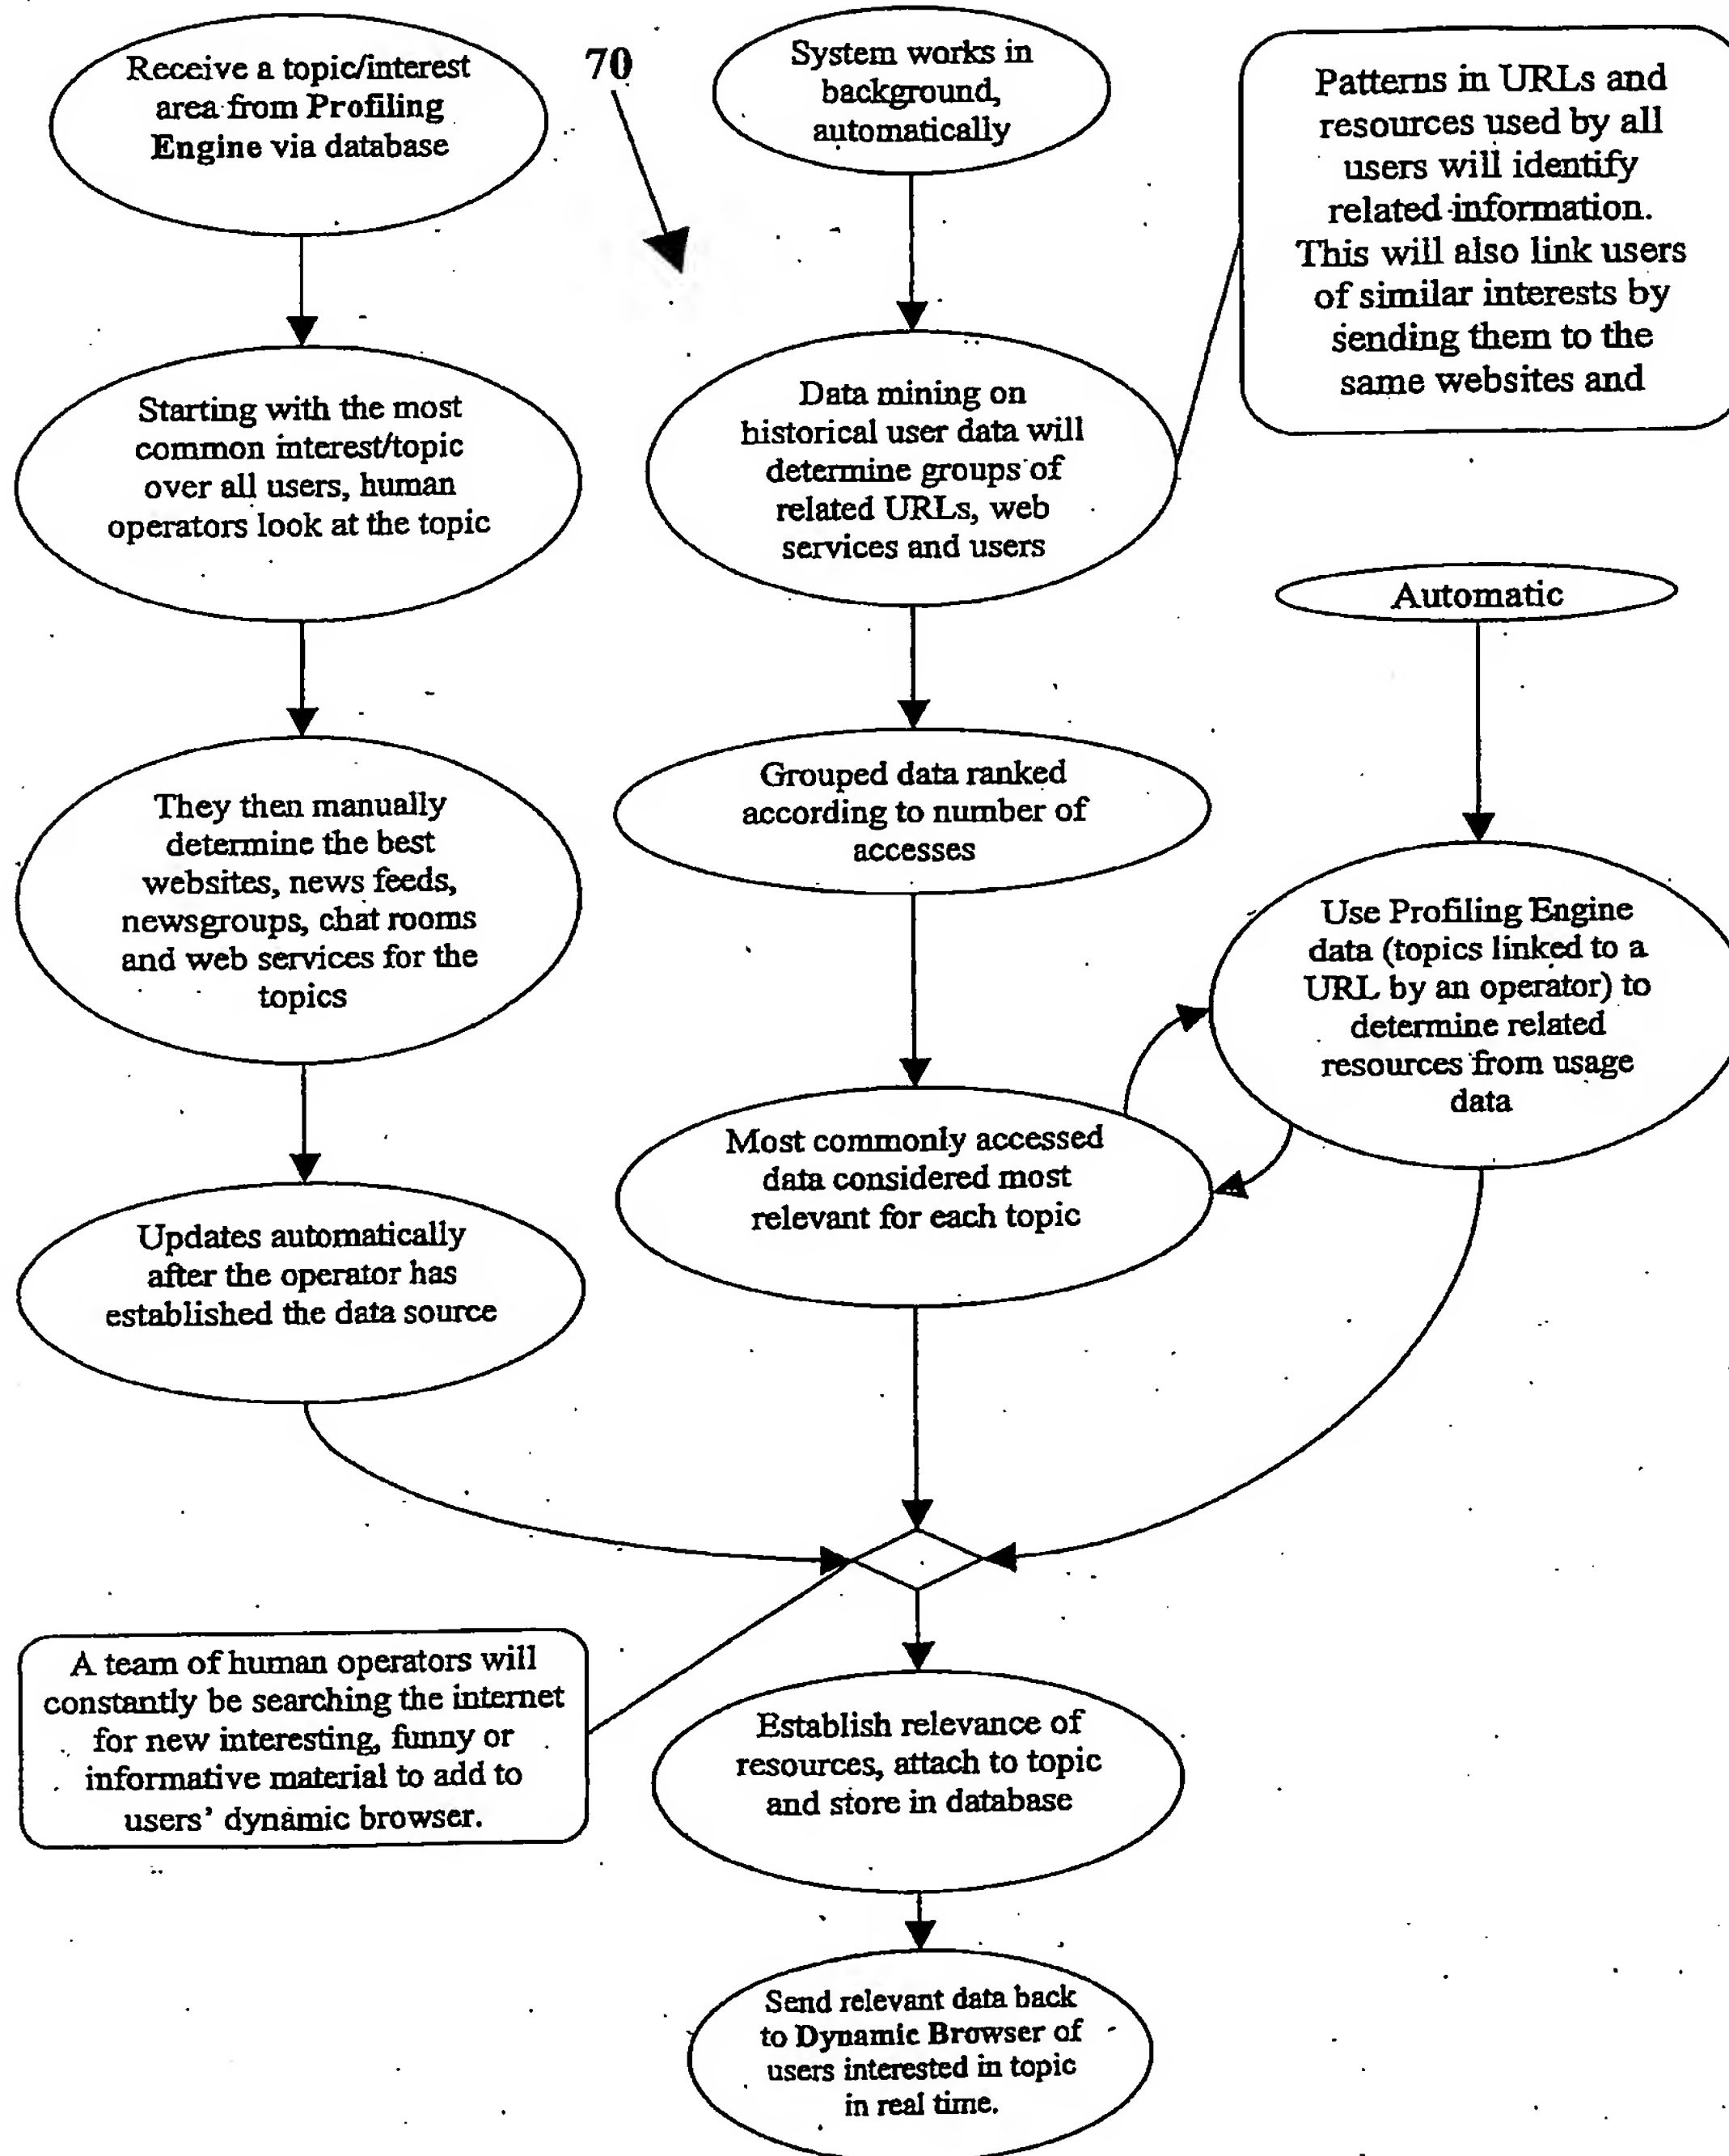 Receive a topic/interest
area from Profiling
Engine via database
70
System works in
background,
automatically
Patterns in URLs and
resources used by all
users will identify
related information.
This will also link users
of similar interests by
sending them to the
same websites and
Starting with the most
common interest/topic
over all users, human
operators look at the topic
Data mining on
historical user data will
determine groups of
related URLs, web
services and users
Automatic
They then manually
determine the best
websites, news feeds,
newsgroups, chat rooms
and web services for the
topics
Grouped data ranked
according to number of
accesses
Use Profiling Engine
data (topics linked to a
URL by an operator) to
determine related
resources from usage
data
Most commonly accessed
data considered most
relevant for each topic
Updates automatically
after the operator has
established the data source
A team of human operators will
constantly be searching the internet
for new interesting, funny or
informative material to add to
users’ dynamic browser.
Establish relevance of
resources, attach to topic
and store in database
Send relevant data back
to Dynamic Browser of
users interested in topic
in real time.